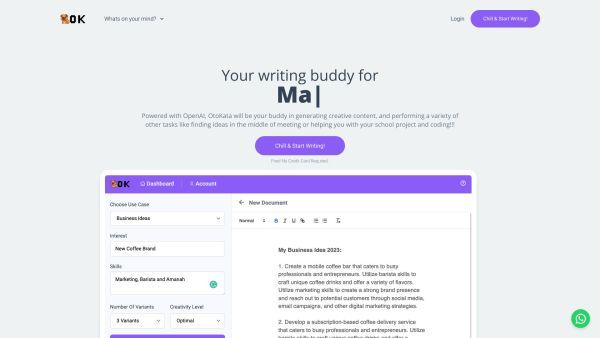 OK
Whats on your mind?
Login
Chill & Start Writing!
Your writing buddy for
Ma|
Powered with OpenAI, OtoKata will be your buddy in generating creative content, and performing a variety of
other tasks like finding ideas in the middle of meeting or helping you with your school project and coding!!!
Chill & Start Writing!
Free! No Credit Card Required
OK
Dashboard
Account
Choose Use Case
Business Ideas
Interest
New Coffee Brand
Skills
Marketing, Barista and Amanah
Number Of Variants
Creativity Level
3 Variants
Optimal
New Document
Normal
B I U
My Business Idea 2023:
1. Create a mobile coffee bar that caters to busy
professionals and entrepreneurs. Utilize barista skills to
craft unique coffee drinks and offer a variety of flavors.
Utilize marketing skills to create a strong brand presence
and reach out to potential customers through social media,
email campaigns, and other digital marketing strategies.
2. Develop a subscription-based coffee delivery service
that caters to busy professionals and entrepreneurs. Utilize